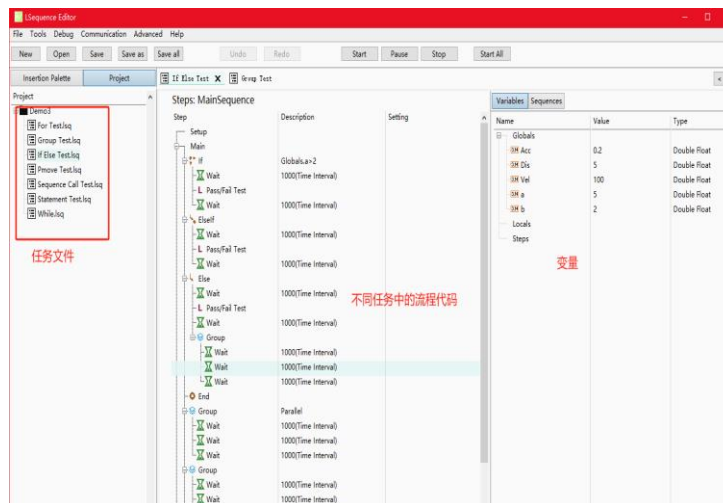 LSequence Editor
File Tools Debug Communication Advanced Help
New Open Save Save as Save all Undo Redo Start Pause Stop Start All
Insertion Palette Project If Else Test X Group Test <
Project Steps: MainSequence Variables Sequences
Step Description Setting Name Value Type
Demo3
For Test.lsq
Group Test.lsq
If Else Test.lsq
Pmove Test.lsq
Sequence Call Test.lsq
Statement Test.lsq
While.lsq
任务文件
Setup
Main
If Globals.a>2
Wait 1000(Time Interval)
L Pass/Fail Test
Wait 1000(Time Interval)
ElseIf
Wait 1000(Time Interval)
L Pass/Fail Test
Wait 1000(Time Interval)
Else
Wait 1000(Time Interval)
L Pass/Fail Test
Wait 1000(Time Interval)
Group
Wait 1000(Time Interval)
Wait 1000(Time Interval)
Wait 1000(Time Interval)
End
Group Parallel
Wait 1000(Time Interval)
Wait 1000(Time Interval)
Wait 1000(Time Interval)
Group
Wait 1000(Time Interval)
Wait 1000(Time Interval)
不同任务中的流程代码
Globals
Acc 0.2 Double Float
Dis 5 Double Float
Vel 100 Double Float
a 5 Double Float
b 2 Double Float
Locals
Steps
变量